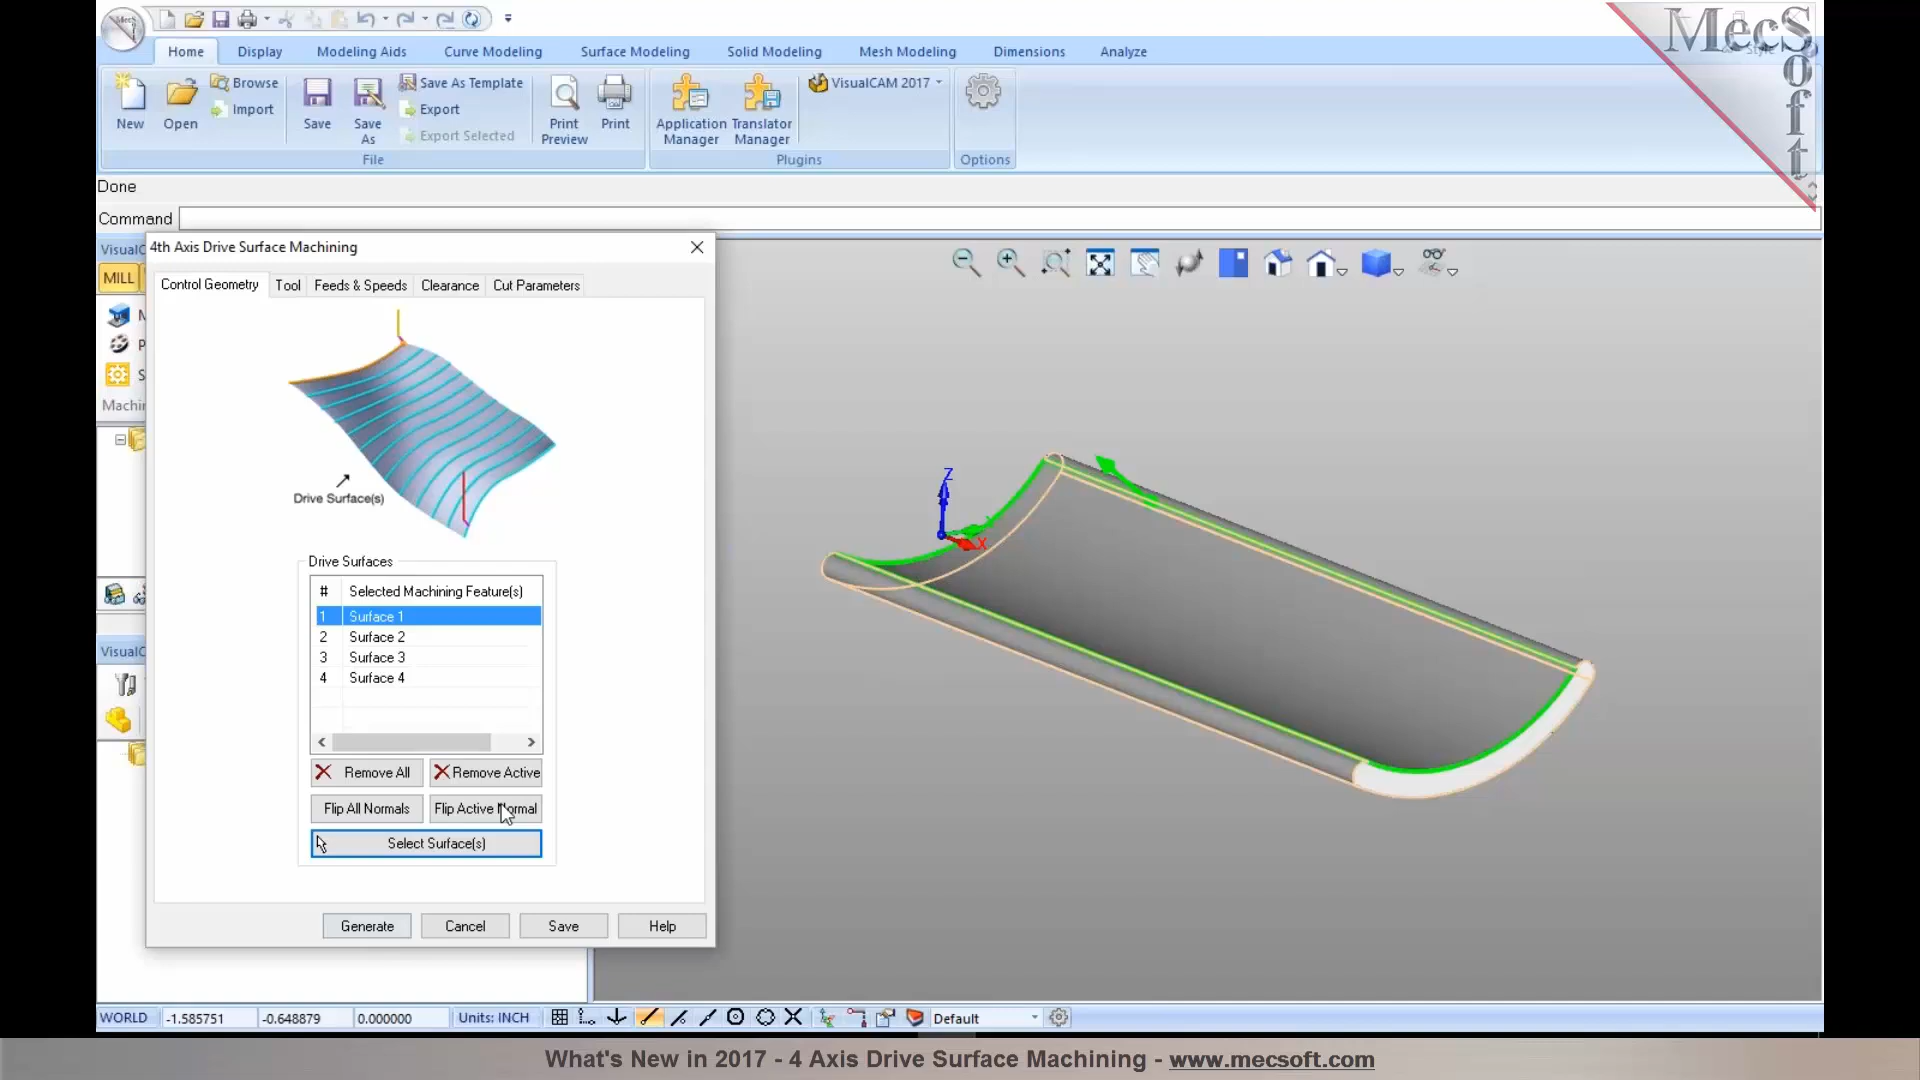 MecSoft
Home Display Modeling Aids Curve Modeling Surface Modeling Solid Modeling Mesh Modeling Dimensions Analyze
New Open Browse Import Save Save As Save As Template Export Export Selected Print Preview Print Application Manager Translator Manager VisualCAM 2017
File Plugins Options
Done
Command
4th Axis Drive Surface Machining
VisualC
MILL
Control Geometry Tool Feeds & Speeds Clearance Cut Parameters
Machin
Drive Surface(s)
Z
X
Drive Surfaces
# Selected Machining Feature(s)
1 Surface 1
2 Surface 2
3 Surface 3
4 Surface 4
VisualC
Remove All Remove Active
Flip All Normals Flip Active Normal
Select Surface(s)
Generate Cancel Save Help
WORLD -1.585751 -0.648879 0.000000 Units: INCH Default
What's New in 2017 - 4 Axis Drive Surface Machining - www.mecsoft.com